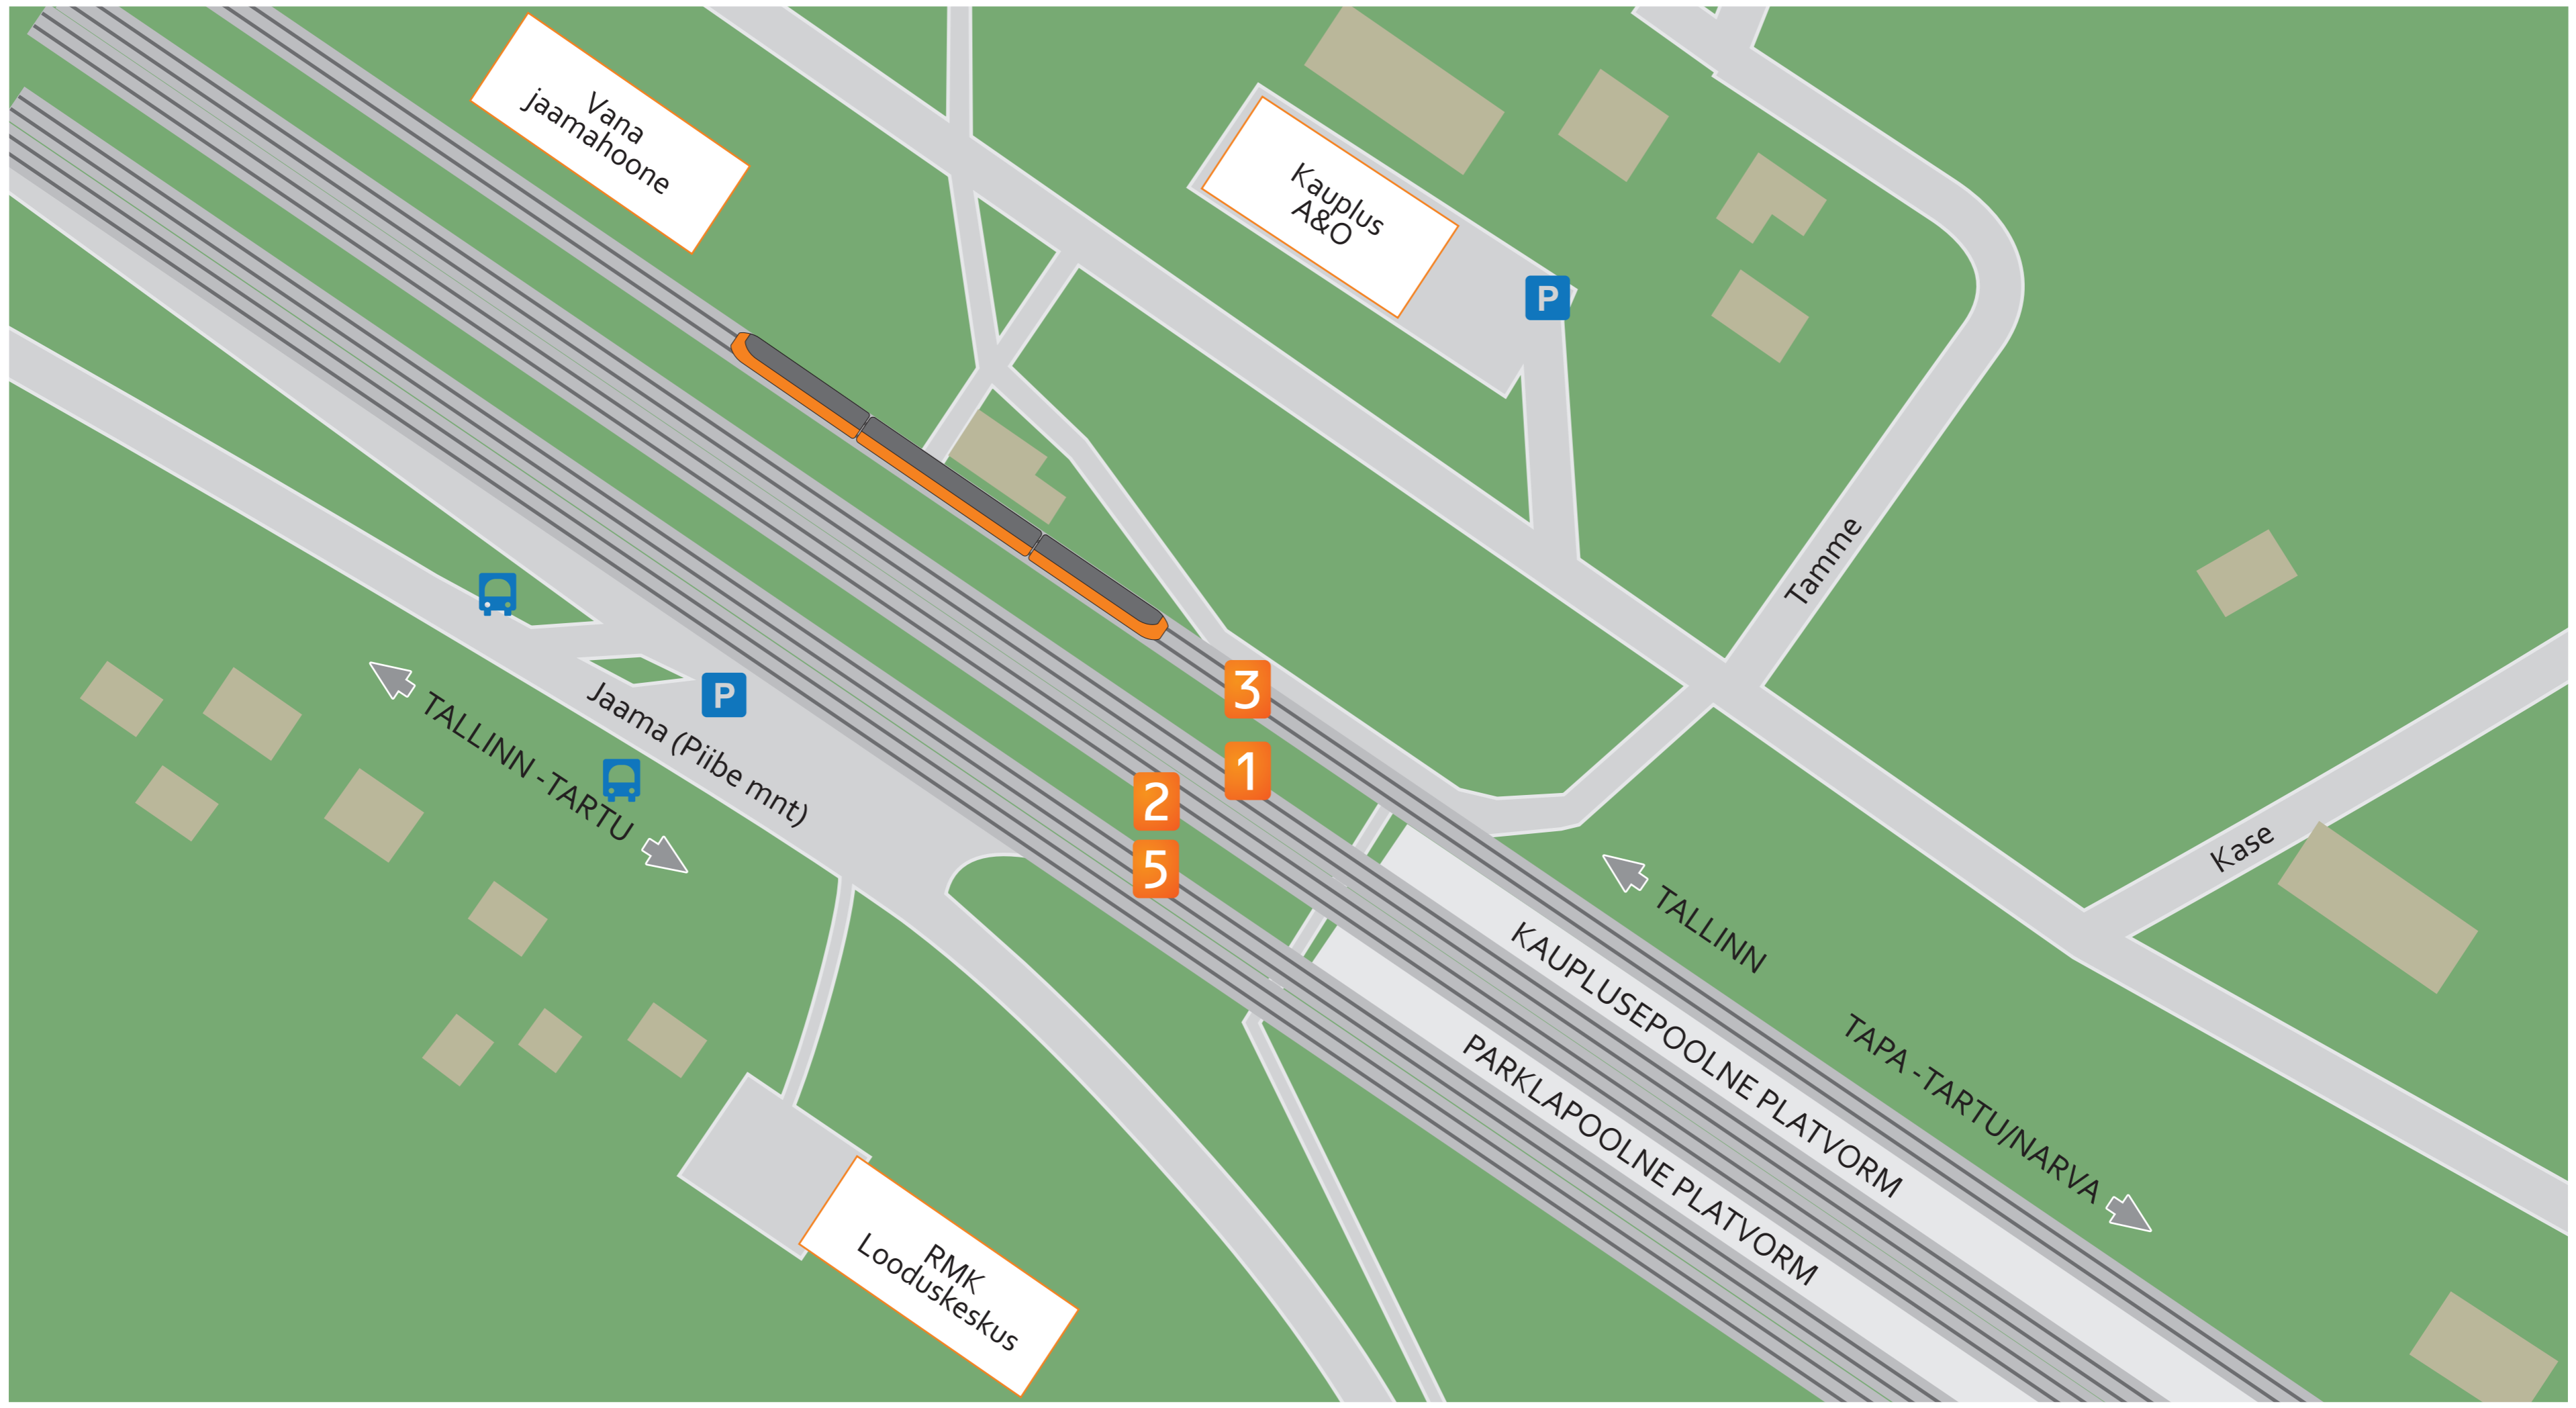 Vana
jaamahoone
Kauplus
A&O
P
Tamme
P
Jaama (Piibe mnt)
TALLINN - TARTU
3
1
2
5
Kase
TALLINN
KAUPLUSEPOOLNE PLATVORM
TAPA - TARTU/NARVA
PARKLAPOOLNE PLATVORM
RMK
Looduskeskus